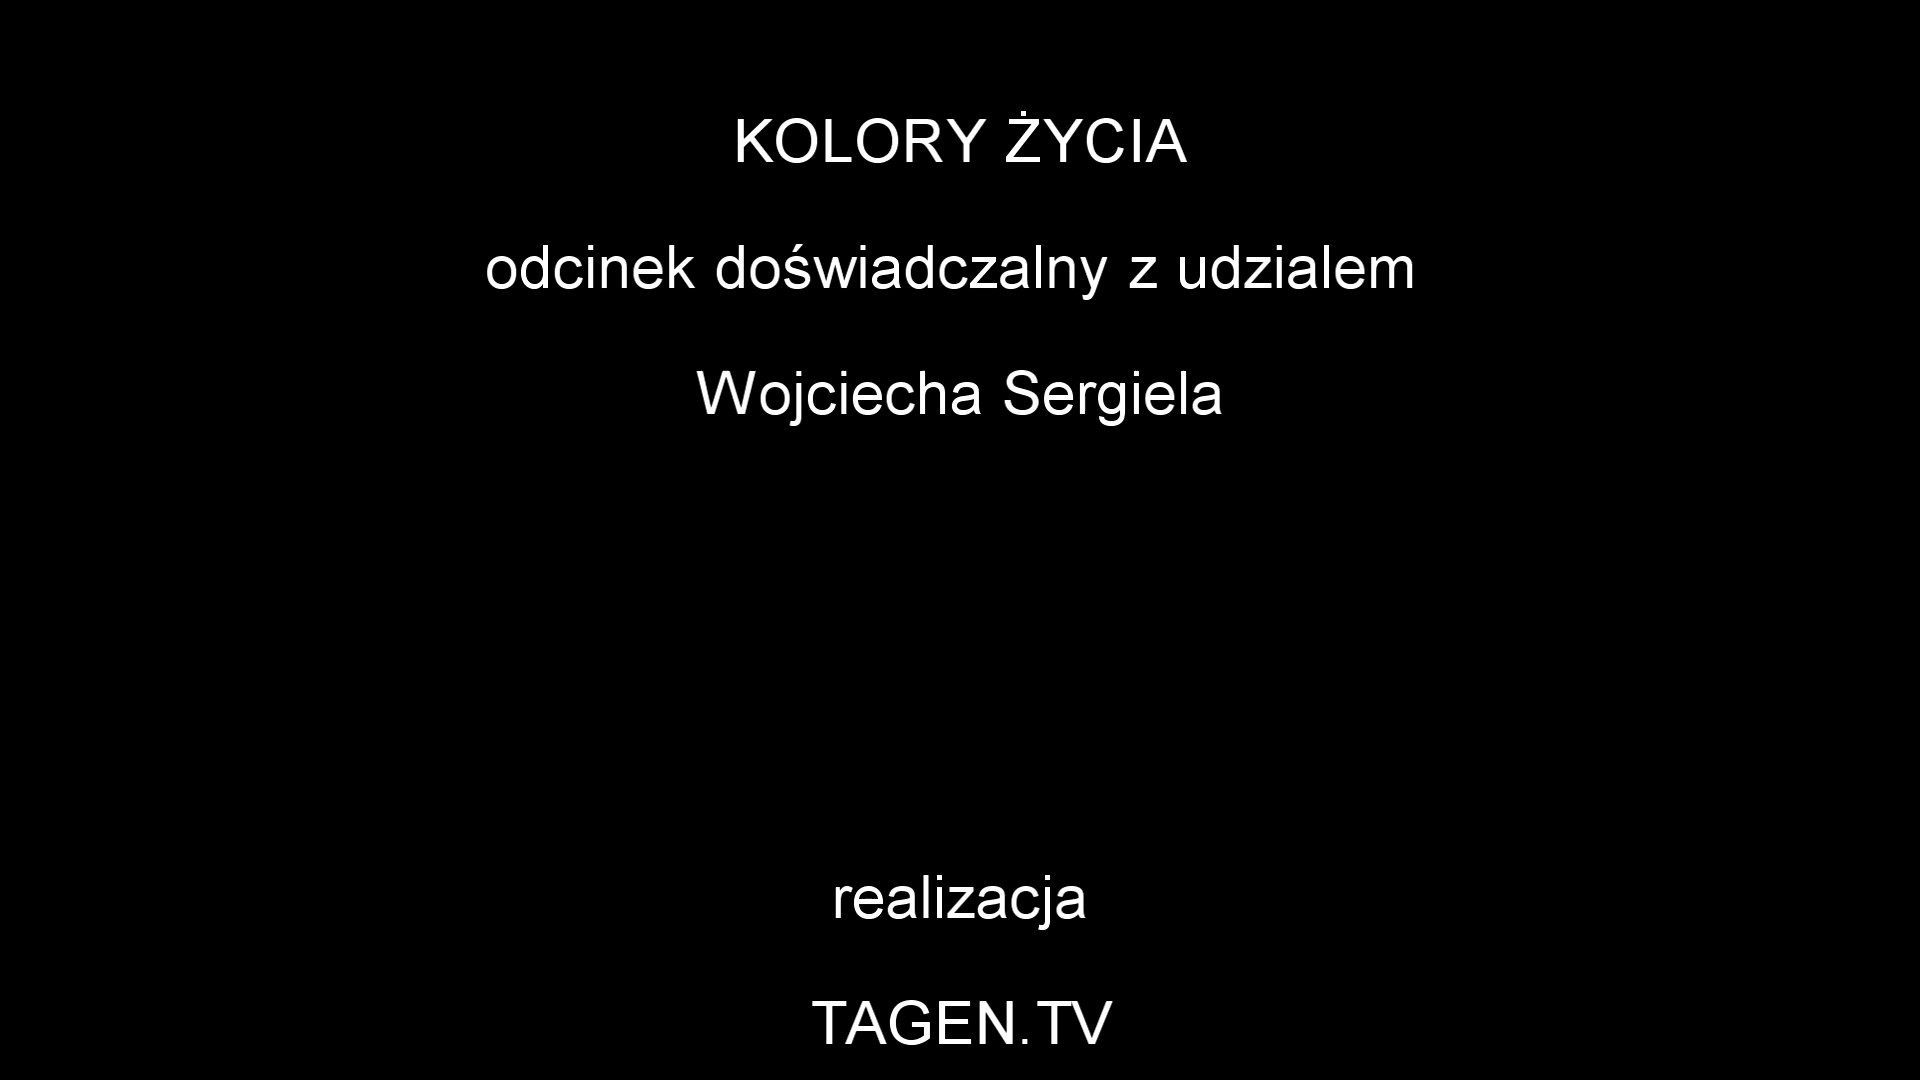 KOLORY ŻYCIA
odcinek doświadczalny z udzialem
Wojciecha Sergiela
realizacja
TAGEN.TV